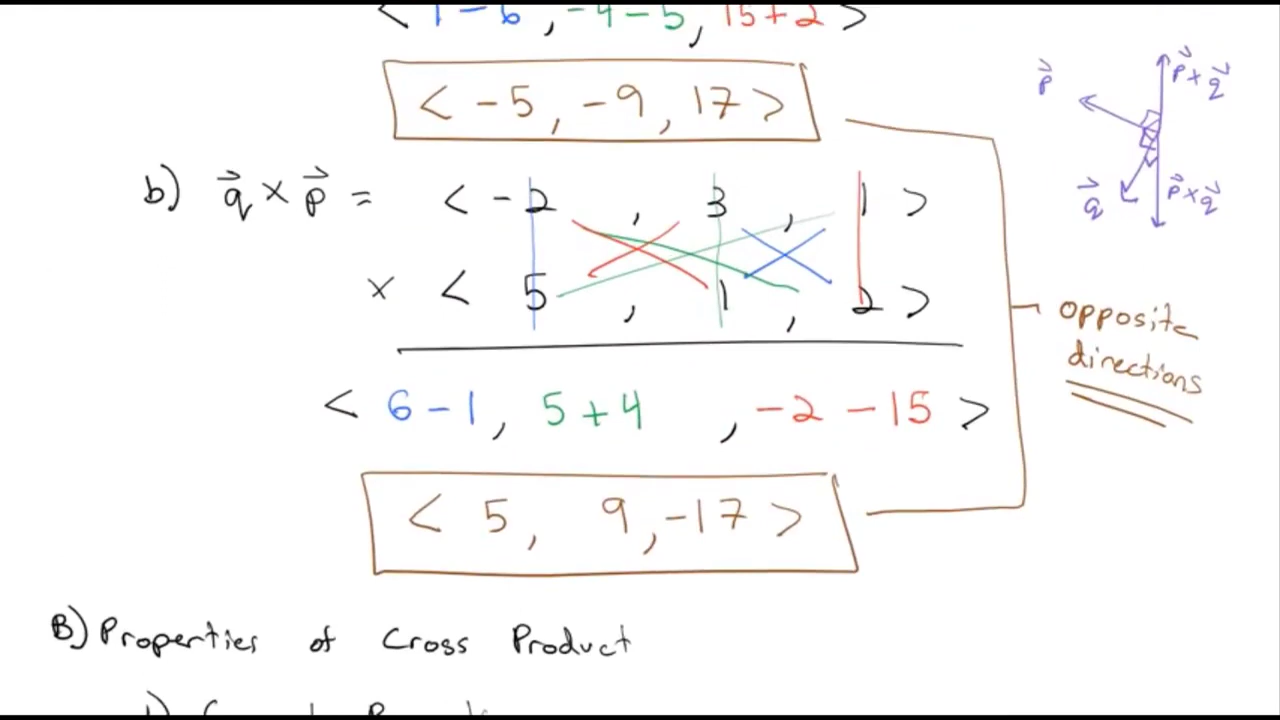 < 1 - 6 , -4 - 5, 15 + 2 >
< -5, -9, 17 >
p⃗
p⃗ x q⃗
q⃗
p⃗ x q⃗
b) q⃗ x p⃗ = < -2 , 3 , 1 >
x < 5 , 1 , 2 >
opposite
directions
< 6 - 1, 5 + 4 , -2 - 15 >
< 5, 9, -17 >
B) Properties of Cross Product